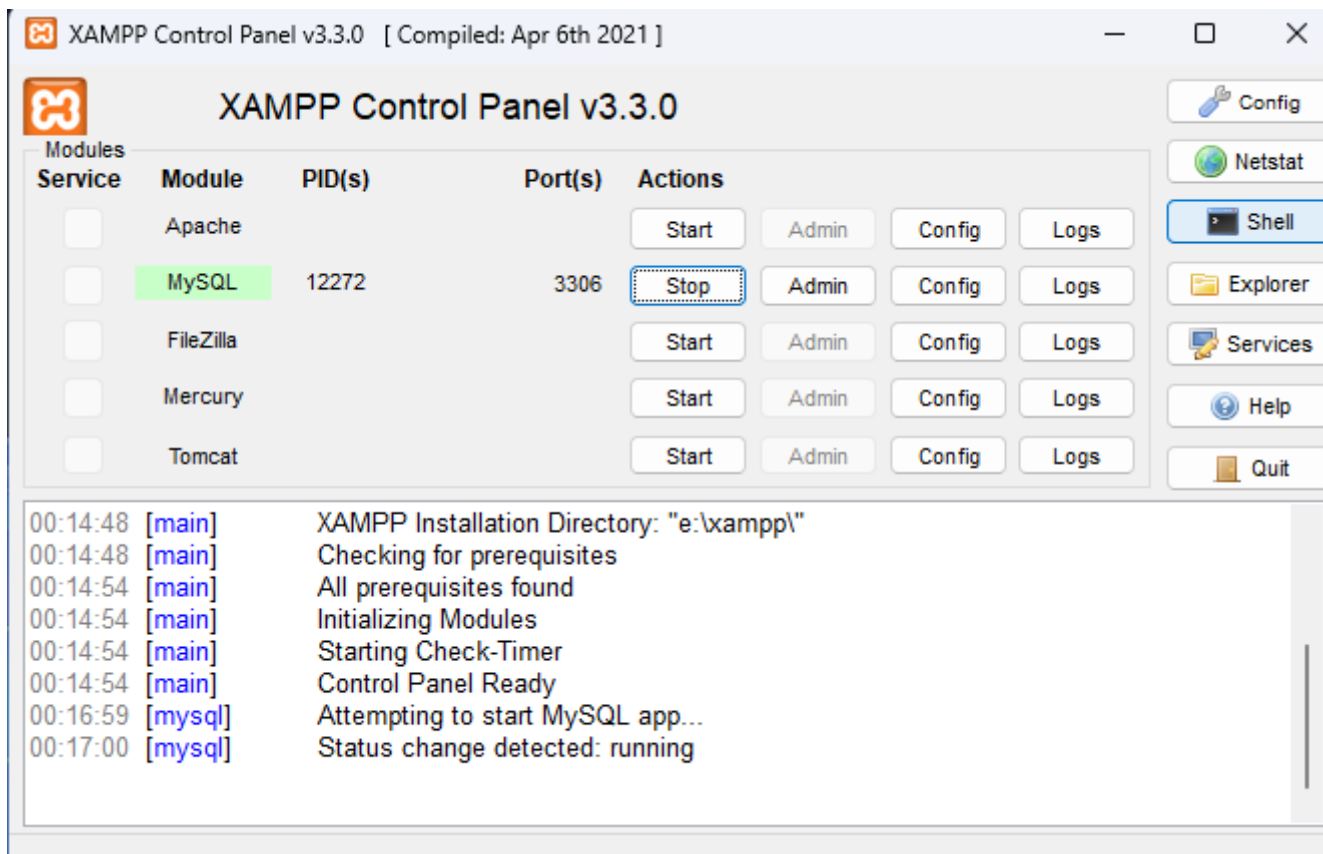 XAMPP Control Panel v3.3.0 [ Compiled: Apr 6th 2021 ]
XAMPP Control Panel v3.3.0
Config
Modules
Netstat
Service Module PID(s) Port(s) Actions
Apache Start Admin Config Logs
Shell
MySQL 12272 3306 Stop Admin Config Logs
Explorer
FileZilla Start Admin Config Logs
Services
Mercury Start Admin Config Logs
Help
Tomcat Start Admin Config Logs
Quit
00:14:48 [main] XAMPP Installation Directory: "e:\xampp\"
00:14:48 [main] Checking for prerequisites
00:14:54 [main] All prerequisites found
00:14:54 [main] Initializing Modules
00:14:54 [main] Starting Check-Timer
00:14:54 [main] Control Panel Ready
00:16:59 [mysql] Attempting to start MySQL app...
00:17:00 [mysql] Status change detected: running